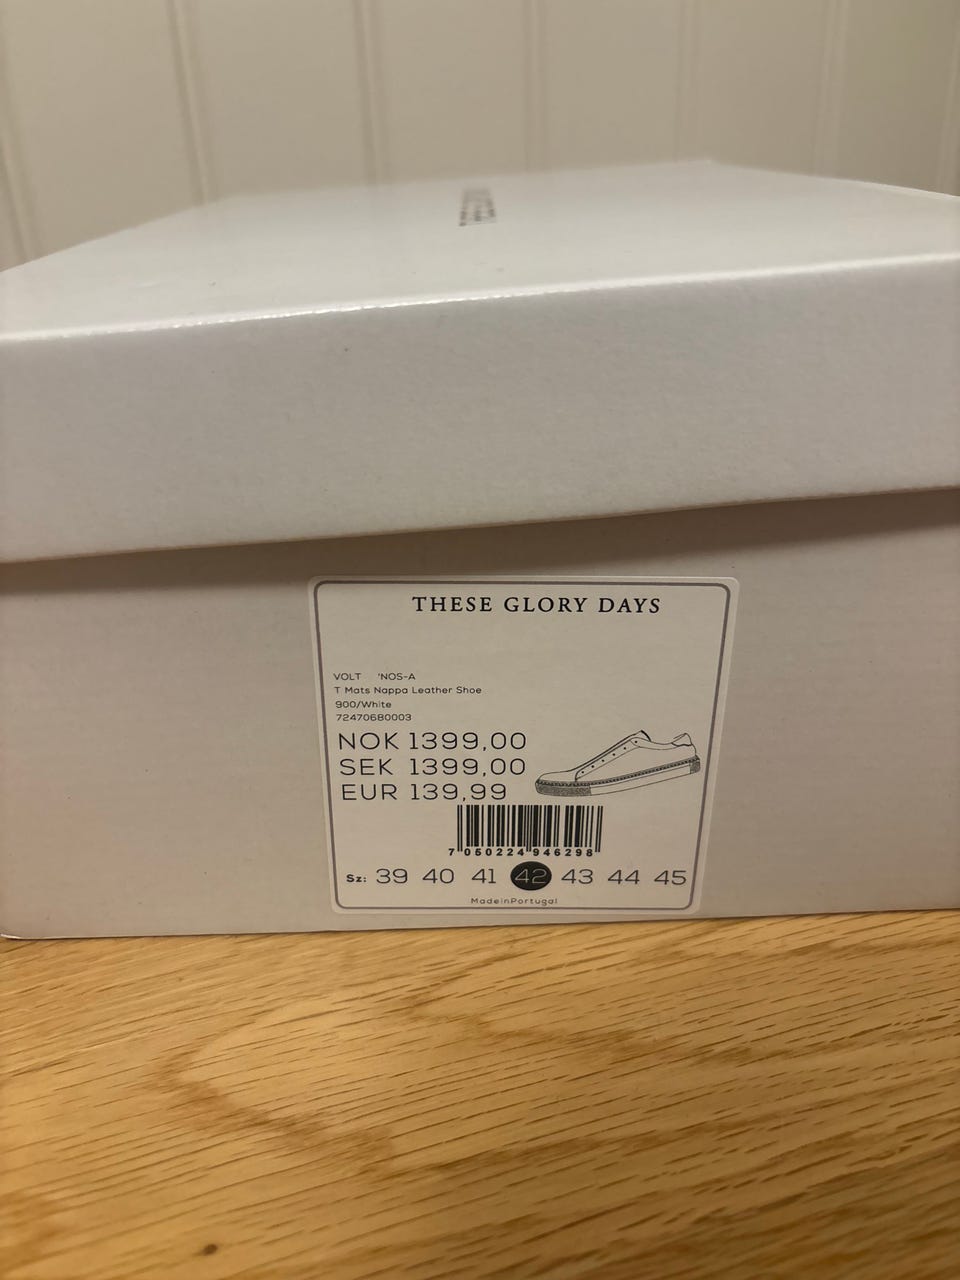 THESE GLORY DAYS
VOLT 'NOS-A
T Mats Nappa Leather Shoe
900/White
72470680003
NOK 1399,00
SEK 1399,00
EUR 139,99
7 050224 946298
Sz: 39 40 41 42 43 44 45
MadeinPortugal